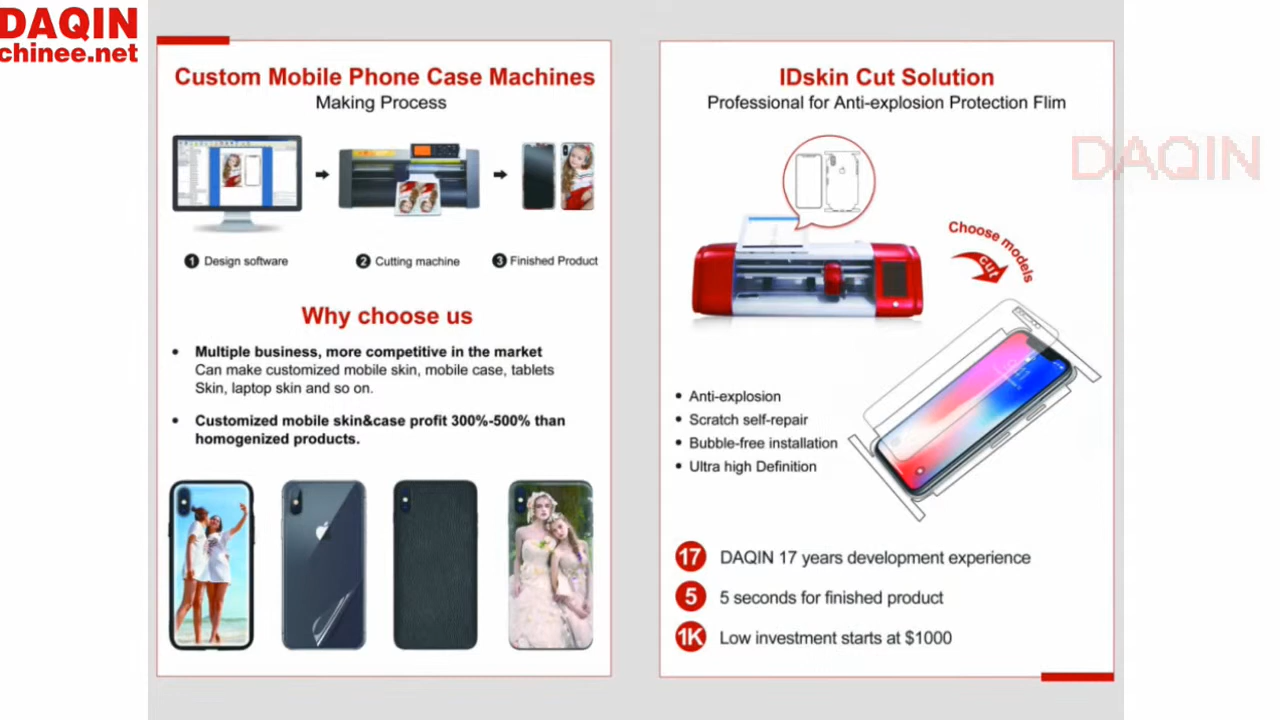 DAQIN
chinee.net
Custom Mobile Phone Case Machines
Making Process
1 Design software
2 Cutting machine
3 Finished Product
Why choose us
• Multiple business, more competitive in the market
Can make customized mobile skin, mobile case, tablets
Skin, laptop skin and so on.
• Customized mobile skin&case profit 300%-500% than
homogenized products.
IDskin Cut Solution
Professional for Anti-explosion Protection Flim
DAQIN
Choose models
cut
• Anti-explosion
• Scratch self-repair
• Bubble-free installation
• Ultra high Definition
17 DAQIN 17 years development experience
5 5 seconds for finished product
1K Low investment starts at $1000